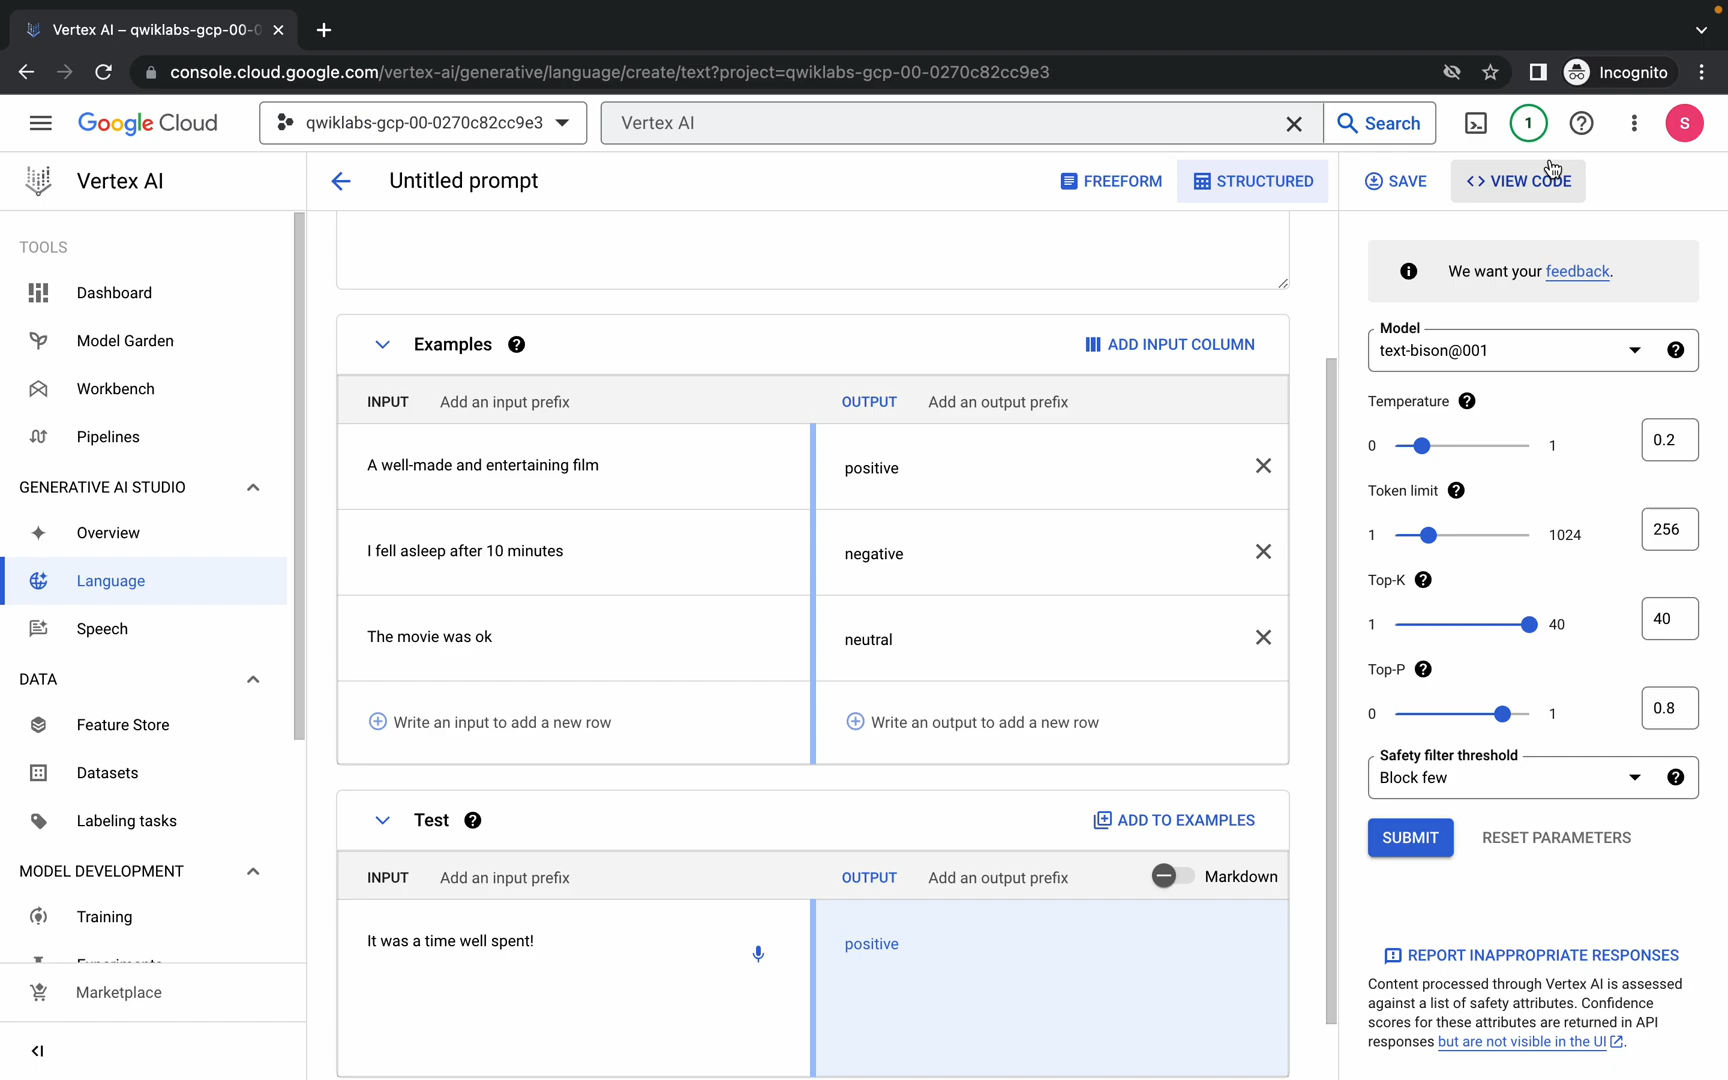 Vertex AI – qwiklabs-gcp-00-0
console.cloud.google.com/vertex-ai/generative/language/create/text?project=qwiklabs-gcp-00-0270c82cc9e3
Incognito
Google Cloud
qwiklabs-gcp-00-0270c82cc9e3
Vertex AI
Search
1
S
Vertex AI
Untitled prompt
FREEFORM
STRUCTURED
SAVE
<> VIEW CODE
TOOLS
Dashboard
Model Garden
Workbench
Pipelines
GENERATIVE AI STUDIO
Overview
Language
Speech
DATA
Feature Store
Datasets
Labeling tasks
MODEL DEVELOPMENT
Training
Experiments
Marketplace
Examples
ADD INPUT COLUMN
INPUT Add an input prefix OUTPUT Add an output prefix
A well-made and entertaining film positive
I fell asleep after 10 minutes negative
The movie was ok neutral
Write an input to add a new row Write an output to add a new row
Test
ADD TO EXAMPLES
INPUT Add an input prefix OUTPUT Add an output prefix Markdown
It was a time well spent! positive
We want your feedback.
Model
text-bison@001
Temperature
0 1 0.2
Token limit
1 1024 256
Top-K
1 40 40
Top-P
0 1 0.8
Safety filter threshold
Block few
SUBMIT RESET PARAMETERS
REPORT INAPPROPRIATE RESPONSES
Content processed through Vertex AI is assessed
against a list of safety attributes. Confidence
scores for these attributes are returned in API
responses but are not visible in the UI.